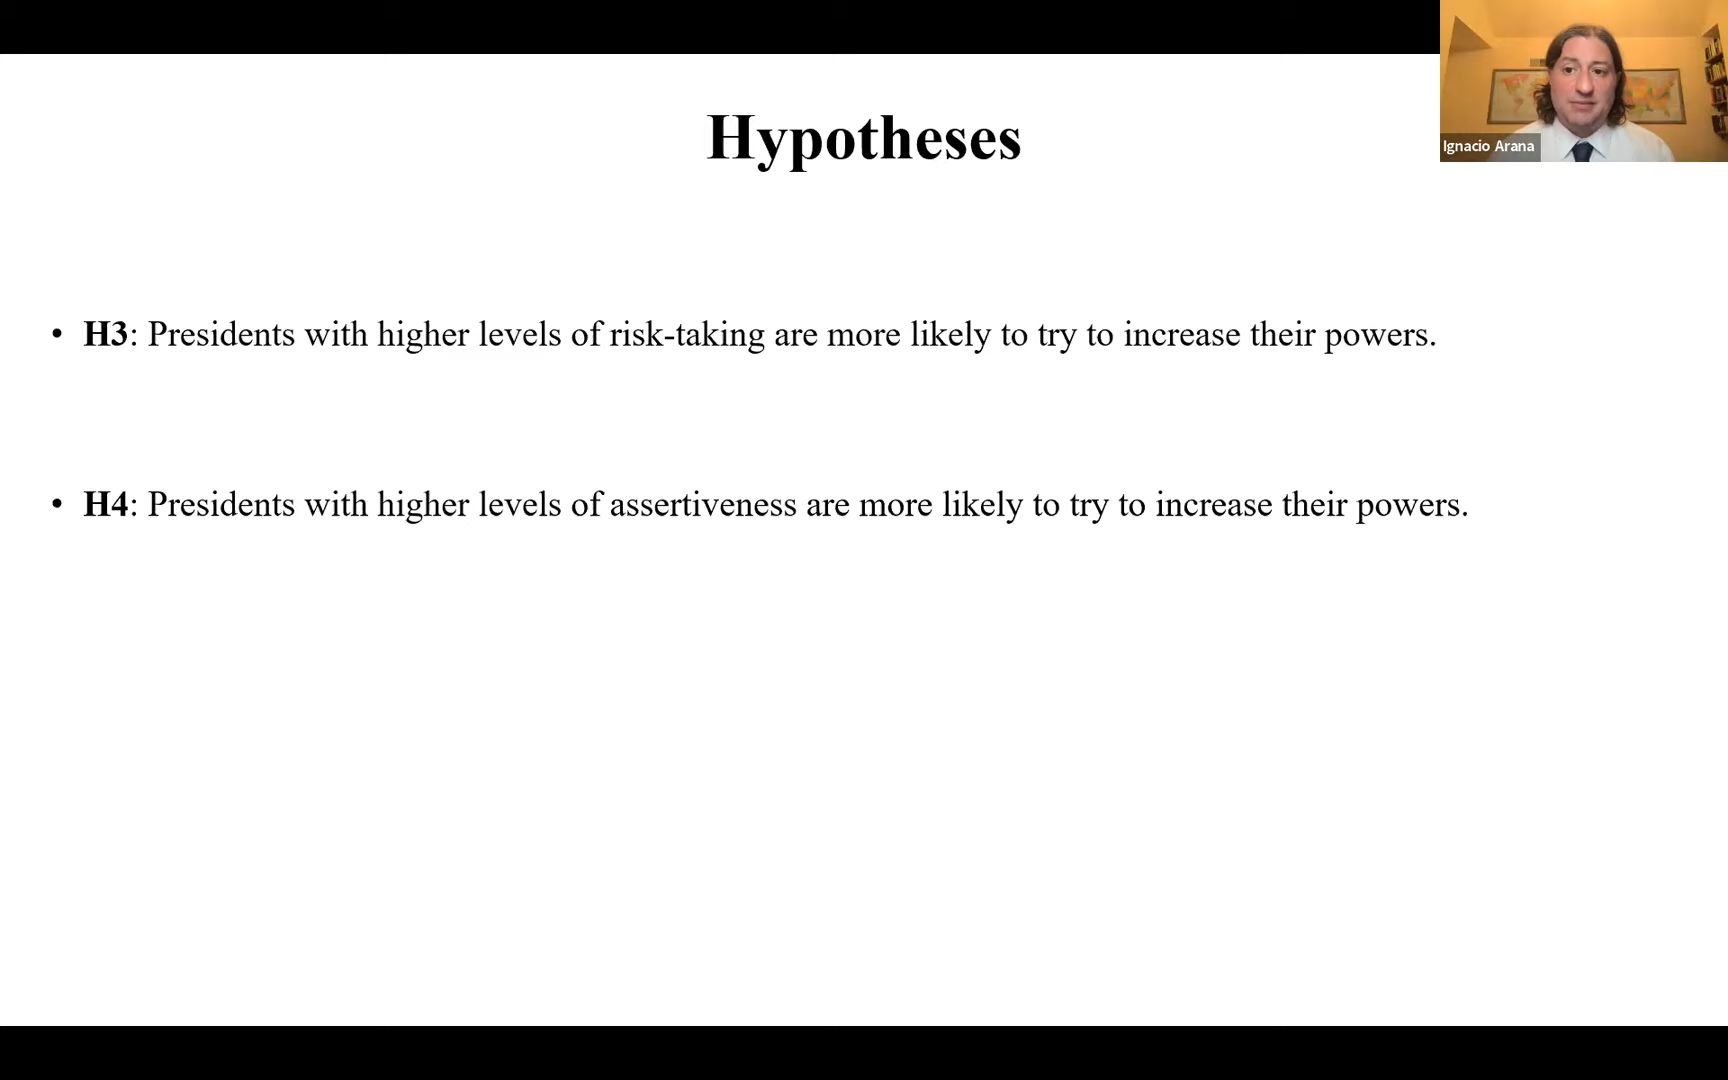 Hypotheses
Ignacio Arana
• H3: Presidents with higher levels of risk-taking are more likely to try to increase their powers.
• H4: Presidents with higher levels of assertiveness are more likely to try to increase their powers.